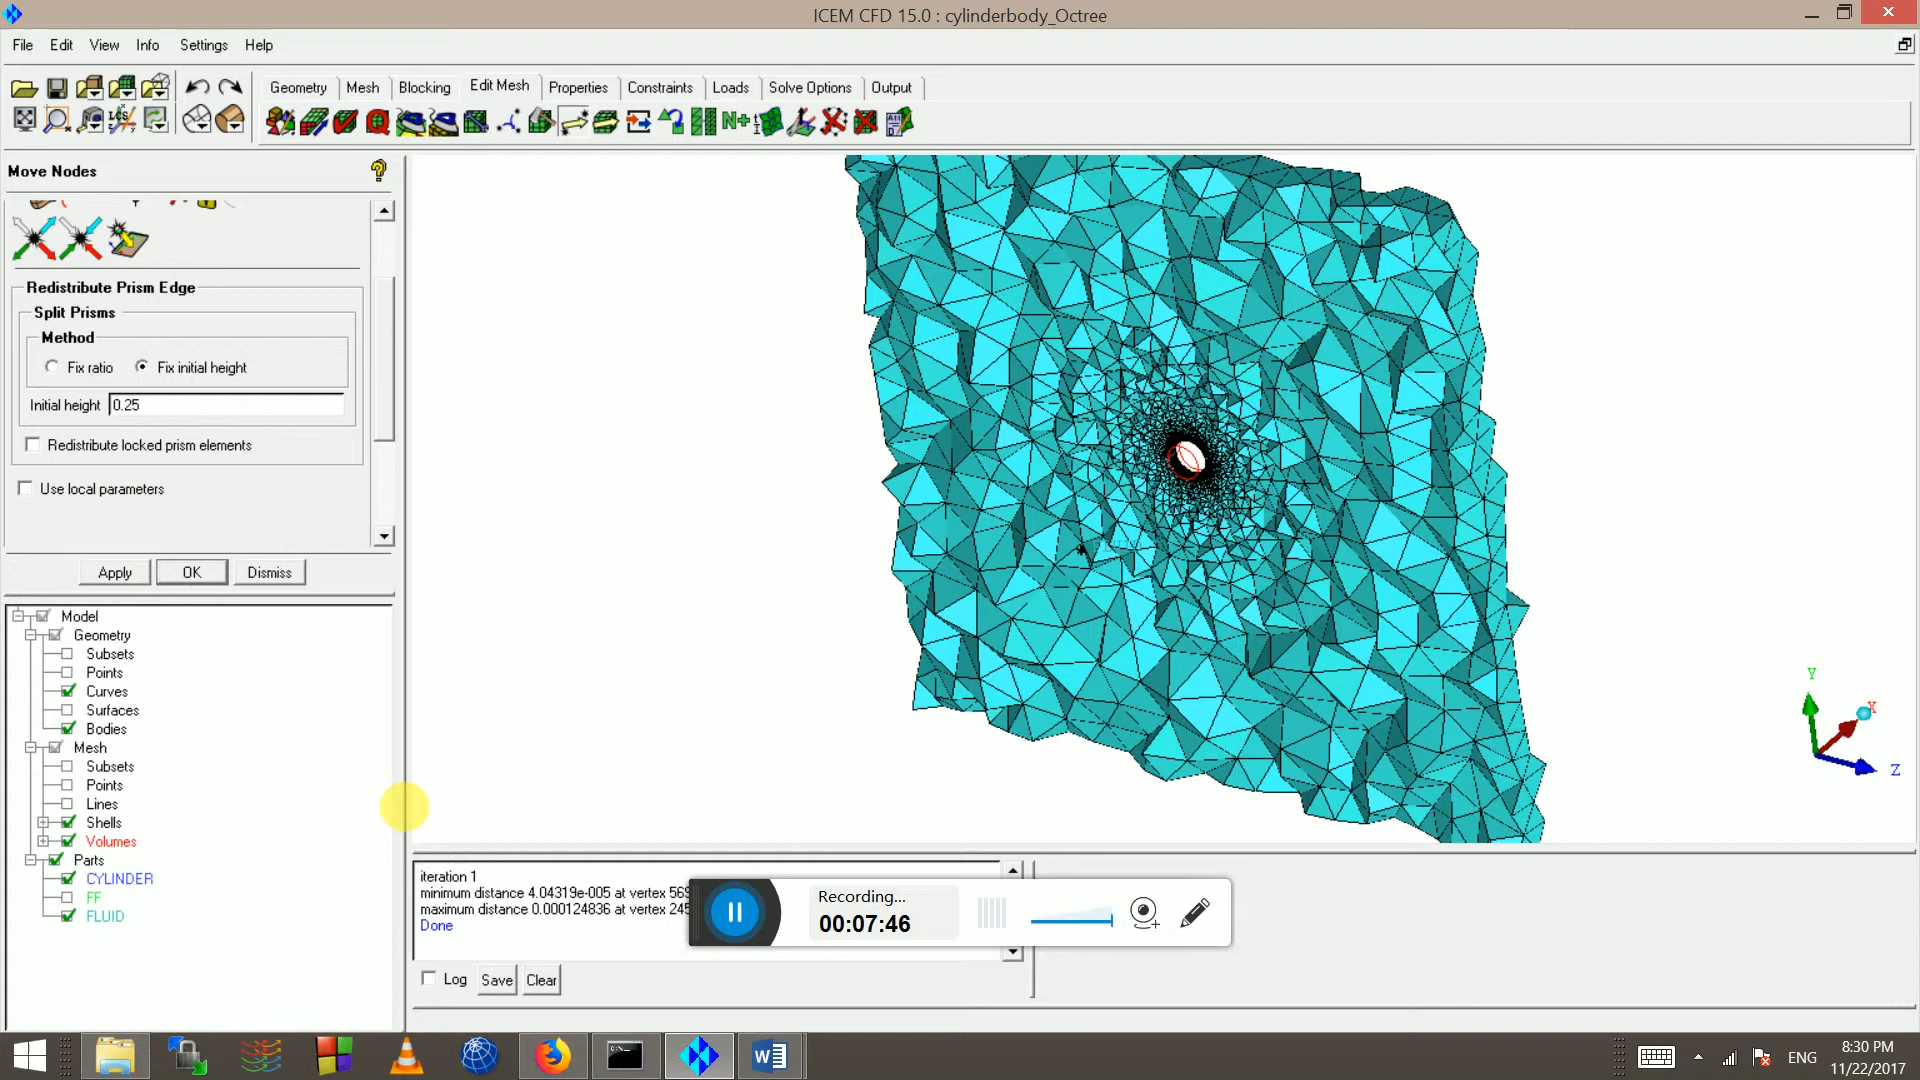 ICEM CFD 15.0 : cylinderbody_Octree
File Edit View Info Settings Help
Geometry Mesh Blocking Edit Mesh Properties Constraints Loads Solve Options Output
Move Nodes
Redistribute Prism Edge
Split Prisms
Method
Fix ratio Fix initial height
Initial height 0.25
Redistribute locked prism elements
Use local parameters
Apply OK Dismiss
Model
Geometry
Subsets
Points
Curves
Surfaces
Bodies
Mesh
Subsets
Points
Lines
Shells
Volumes
Parts
CYLINDER
FF
FLUID
Y
X
Z
iteration 1
minimum distance 4.04319e-005 at vertex 569
maximum distance 0.000124836 at vertex 245
Done
Recording...
00:07:46
Log Save Clear
ENG
8:30 PM
11/22/2017